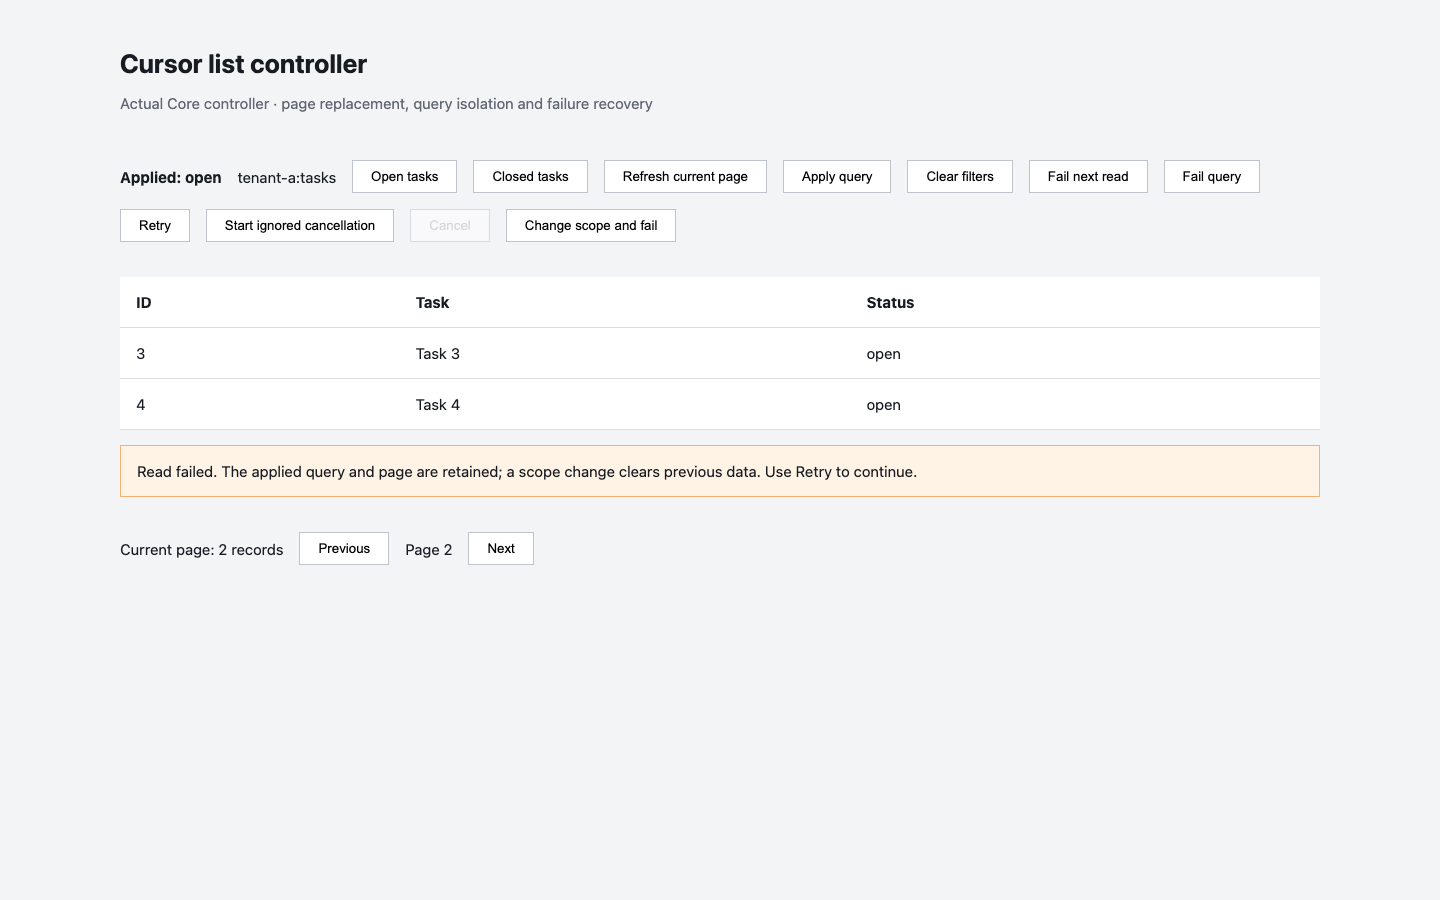 Cursor list controller
Actual Core controller · page replacement, query isolation and failure recovery
Applied: open tenant-a:tasks Open tasks Closed tasks Refresh current page Apply query Clear filters Fail next read Fail query
Retry Start ignored cancellation Cancel Change scope and fail
ID Task Status
3 Task 3 open
4 Task 4 open
Read failed. The applied query and page are retained; a scope change clears previous data. Use Retry to continue.
Current page: 2 records Previous Page 2 Next